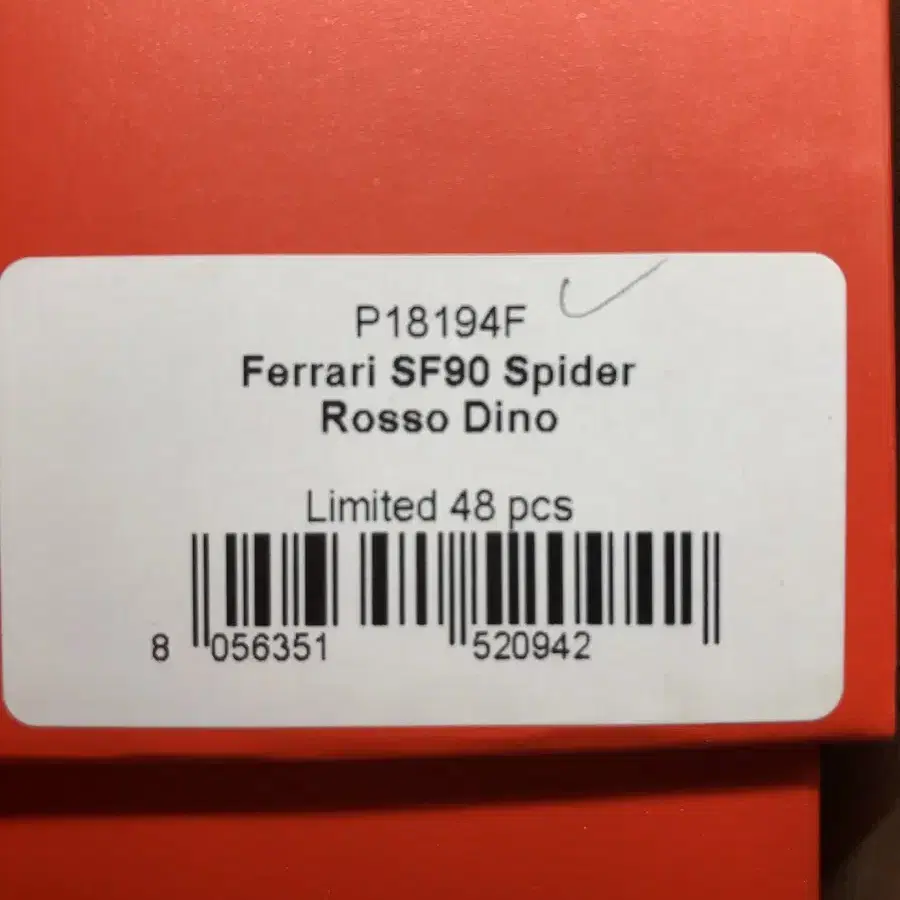 P18194F
Ferrari SF90 Spider
Rosso Dino
Limited 48 pcs
8 056351 520942